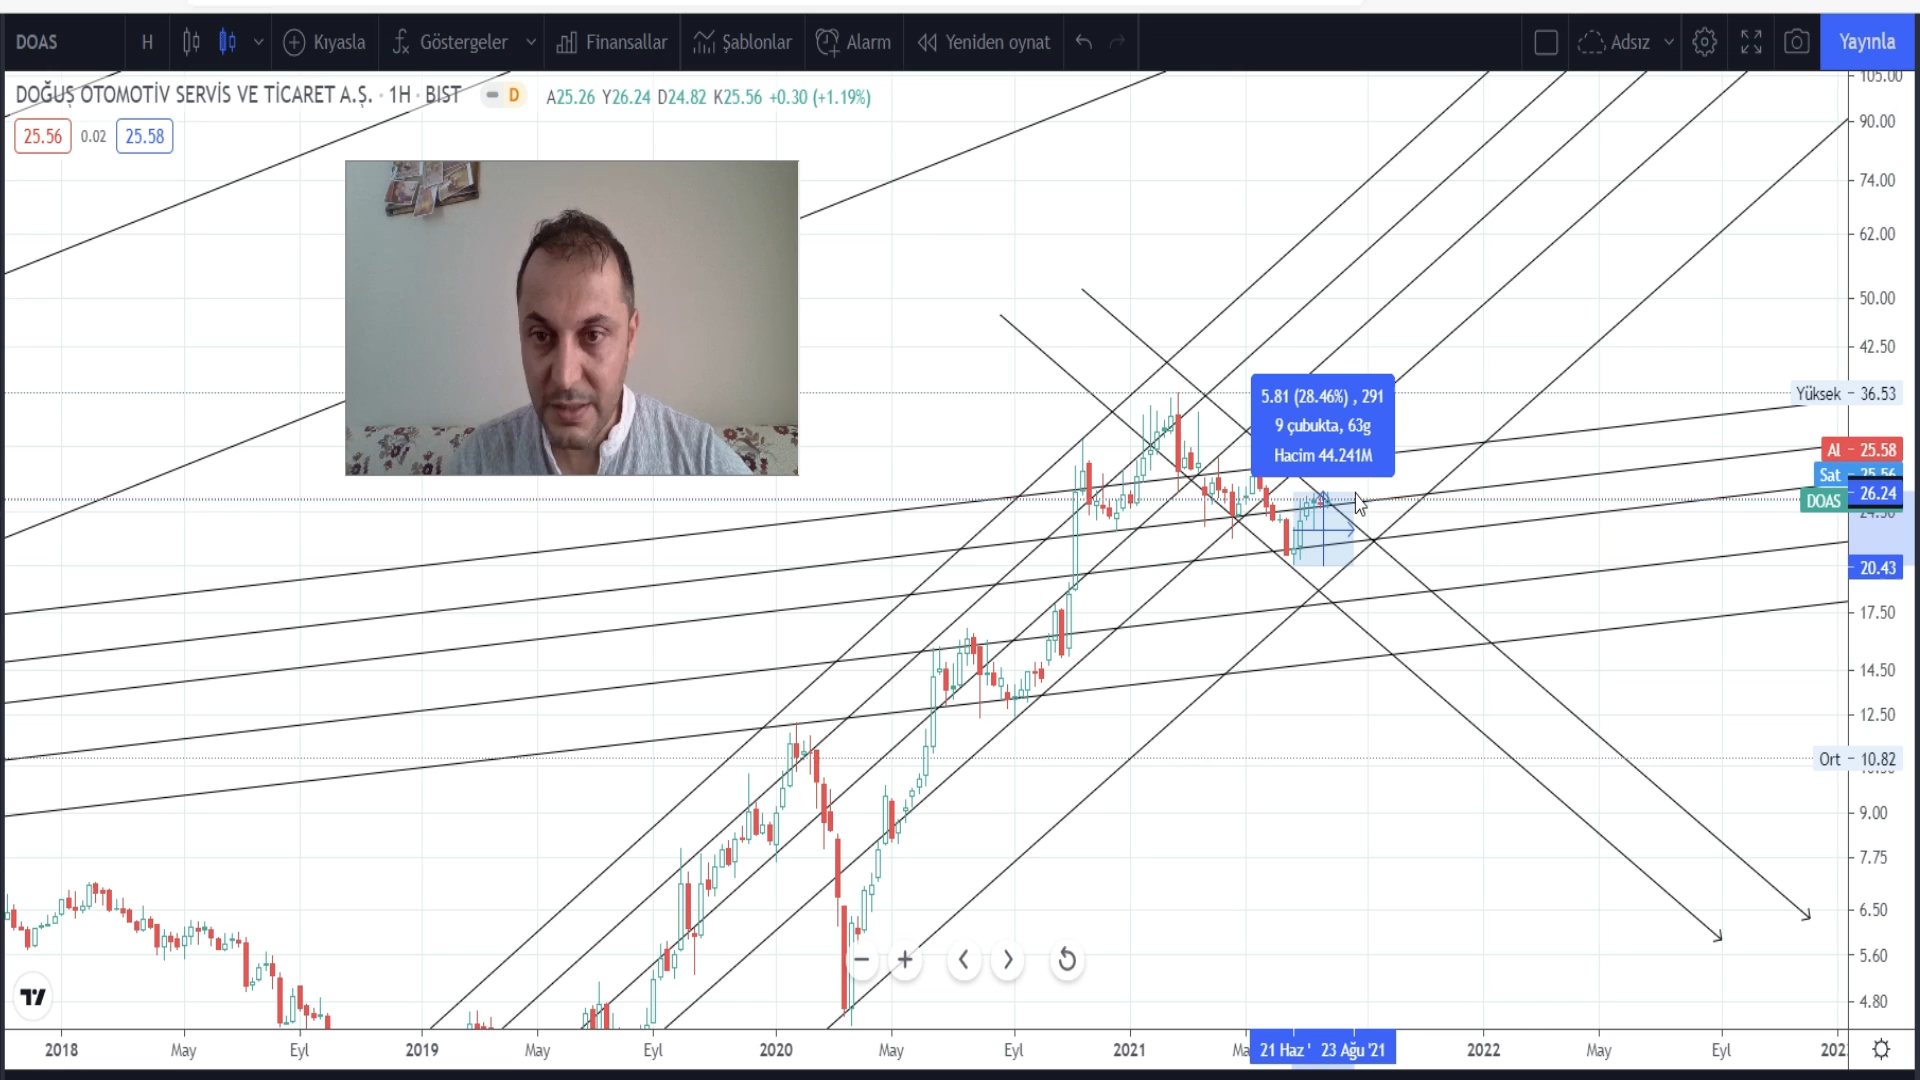 DOAS H Kıyasla Göstergeler Finansallar Şablonlar Alarm Yeniden oynat Adsız Yayınla
DOĞUŞ OTOMOTİV SERVİS VE TİCARET A.Ş. · 1H · BIST D A25.26 Y26.24 D24.82 K25.56 +0.30 (+1.19%)
25.56 0.02 25.58
105.00
90.00
74.00
62.00
50.00
42.50
Yüksek 36.53
5.81 (28.46%) , 291
9 çubukta, 63g
Hacim 44.241M
Al 25.58
Sat 25.56
26.24
DOAS
24.50
20.43
17.50
14.50
12.50
Ort 10.82
9.00
7.75
6.50
5.60
4.80
2018 May Eyl 2019 May Eyl 2020 May Eyl 2021 21 Haz ' 23 Ağu '21 2022 May Eyl